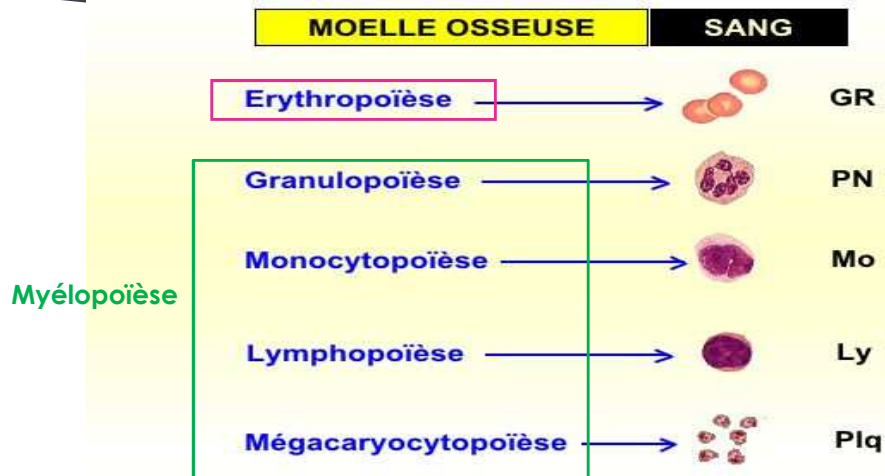 MOELLE OSSEUSE SANG
Erythropoïèse GR
Granulopoïèse PN
Monocytopoïèse Mo
Myélopoïèse
Lymphopoïèse Ly
Mégacaryocytopoïèse Plq